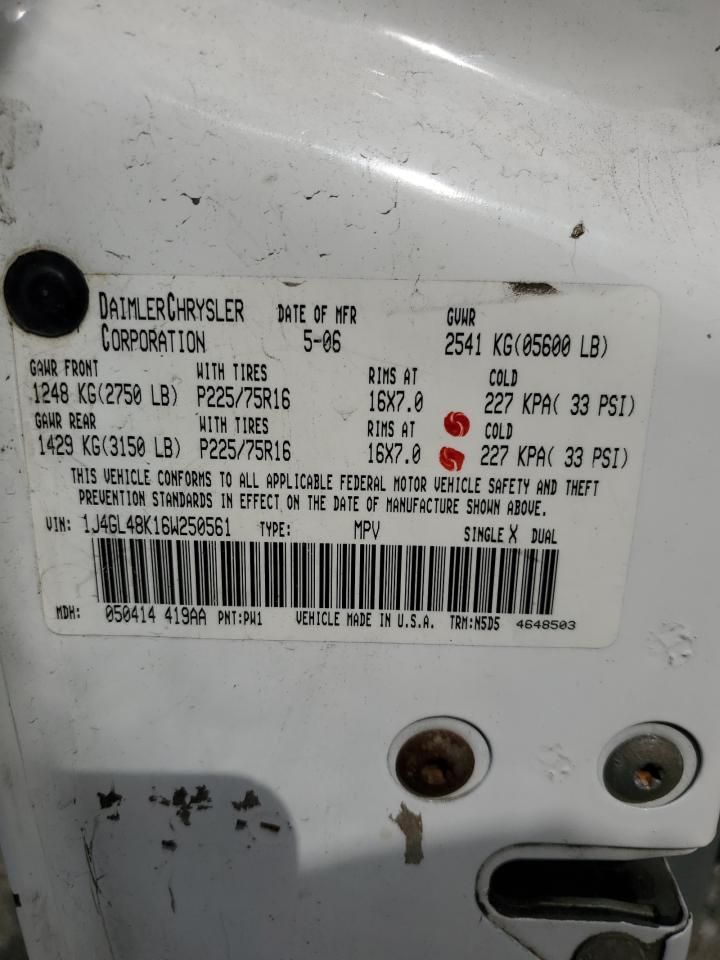 DAIMLERCHRYSLER DATE OF MFR GVWR
CORPORATION 5-06 2541 KG(05600 LB)
GAWR FRONT WITH TIRES RIMS AT COLD
1248 KG(2750 LB) P225/75R16 16X7.0 227 KPA( 33 PSI)
GAWR REAR WITH TIRES RIMS AT COLD
1429 KG(3150 LB) P225/75R16 16X7.0 227 KPA( 33 PSI)
THIS VEHICLE CONFORMS TO ALL APPLICABLE FEDERAL MOTOR VEHICLE SAFETY AND THEFT
PREVENTION STANDARDS IN EFFECT ON THE DATE OF MANUFACTURE SHOWN ABOVE.
VIN: 1J4GL48K16W250561 TYPE: MPV SINGLE X DUAL
MDH: 050414 419AA PNT:PW1 VEHICLE MADE IN U.S.A. TRM:N5D5 4648503